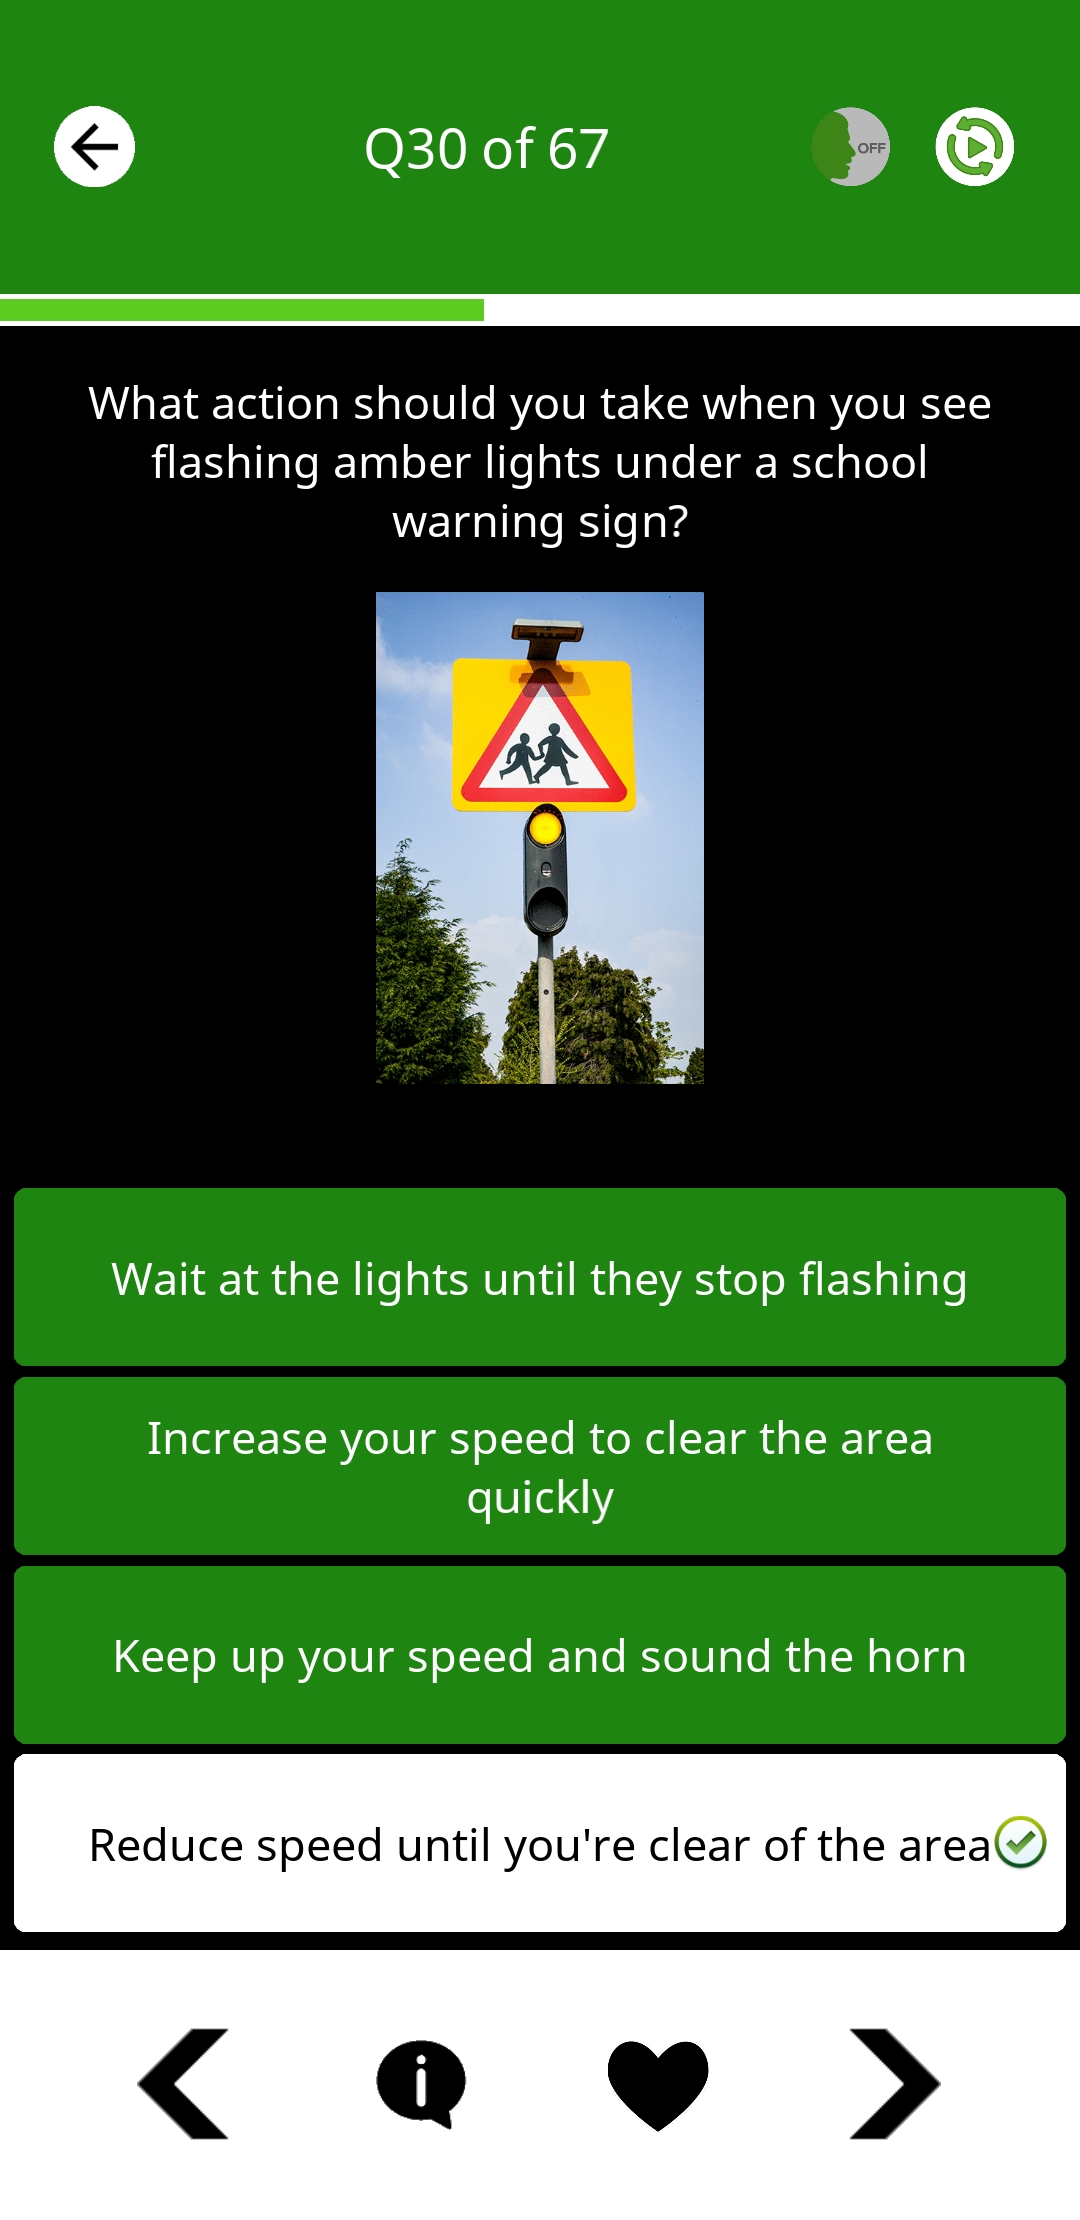 Q30 of 67
OFF
What action should you take when you see
flashing amber lights under a school
warning sign?
Wait at the lights until they stop flashing
Increase your speed to clear the area
quickly
Keep up your speed and sound the horn
Reduce speed until you're clear of the area